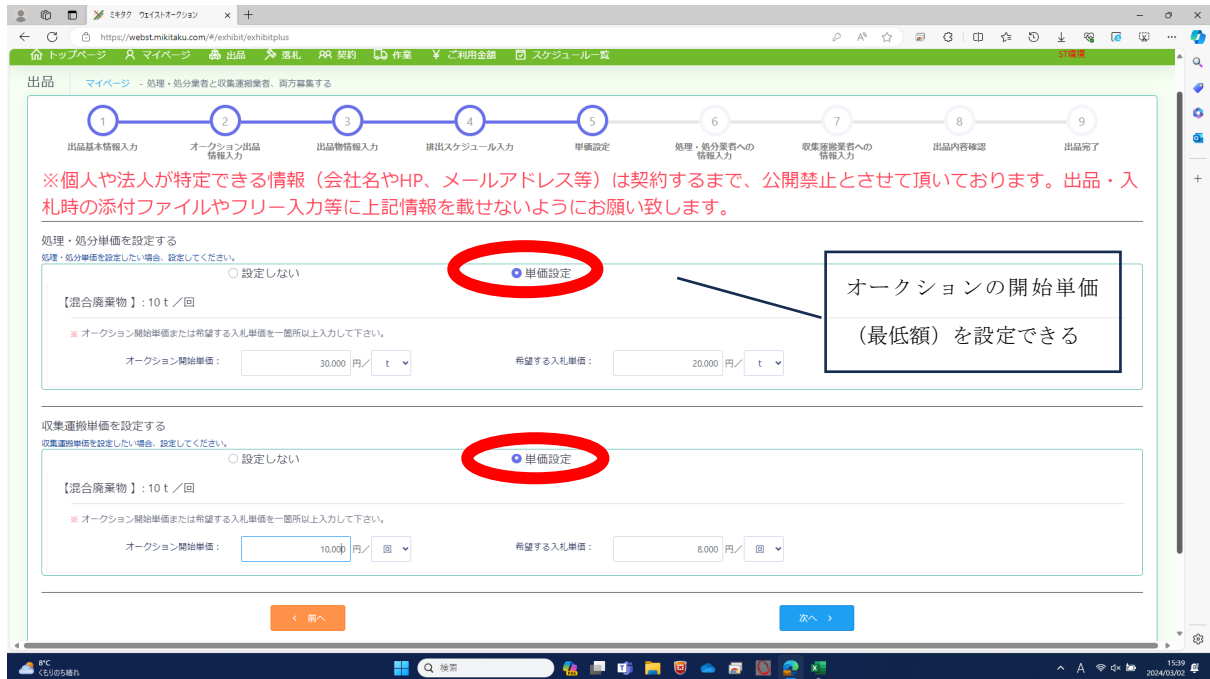 ミキタク ウエイストオークション
https://webst.mikitaku.com/#/exhibit/exhibitplus
トップページ マイページ 出品 落札 契約 作業 ¥ ご利用金額 スケジュール一覧 ST環境
出品 マイページ - 処理・処分業者と収集運搬業者、両方募集する
1 2 3 4 5 6 7 8 9
出品基本情報入力 オークション出品情報入力 出品物情報入力 排出スケジュール入力 単価設定 処理・処分業者への情報入力 収集運搬業者への情報入力 出品内容確認 出品完了
※個人や法人が特定できる情報（会社名やHP、メールアドレス等）は契約するまで、公開禁止とさせて頂いております。出品・入
札時の添付ファイルやフリー入力等に上記情報を載せないようにお願い致します。
処理・処分単価を設定する
処理・処分単価を設定したい場合、設定してください。
設定しない 単価設定
オークションの開始単価
（最低額）を設定できる
【混合廃棄物】: 10 t ／回
※ オークション開始単価または希望する入札単価を一箇所以上入力して下さい。
オークション開始単価： 30,000 円／ t 希望する入札単価： 20,000 円／ t
収集運搬単価を設定する
収集運搬単価を設定したい場合、設定してください。
設定しない 単価設定
【混合廃棄物】: 10 t ／回
※ オークション開始単価または希望する入札単価を一箇所以上入力して下さい。
オークション開始単価： 10,000 円／ 回 希望する入札単価： 8,000 円／ 回
前へ 次へ
8°C
くもりのち晴れ
検索
A
15:39
2024/03/02